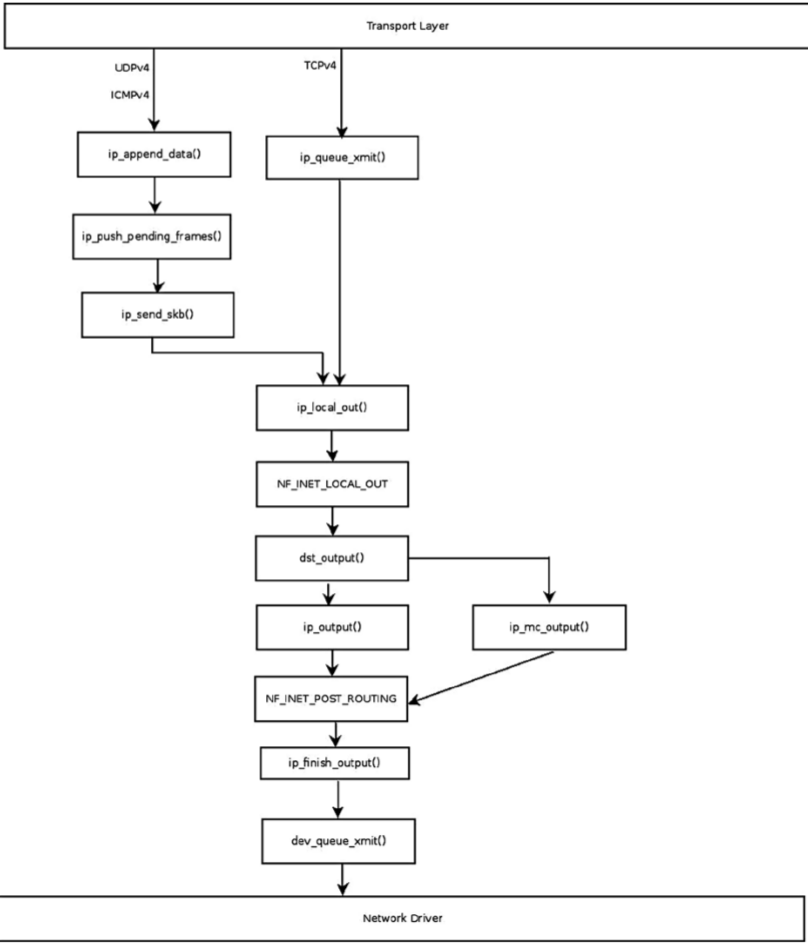 Transport Layer
UDPv4
TCPv4
ICMPv4
ip_append_data()
ip_queue_xmit()
ip_push_pending_frames()
ip_send_skb()
ip_local_out()
NF_INET_LOCAL_OUT
dst_output()
ip_output()
ip_mc_output()
NF_INET_POST_ROUTING
ip_finish_output()
dev_queue_xmit()
Network Driver